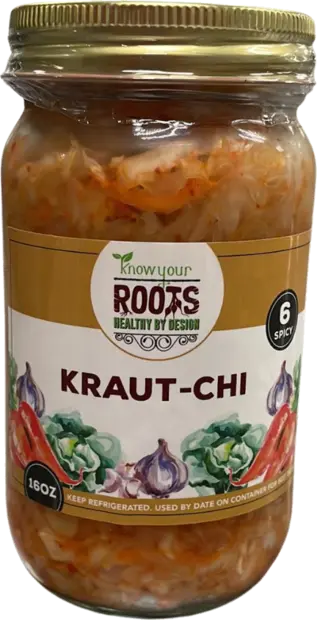 Know your
ROOTS
HEALTHY BY DESIGN
6
SPICY
KRAUT-CHI
16OZ
KEEP REFRIGERATED. USED BY DATE ON CONTAINER FOR